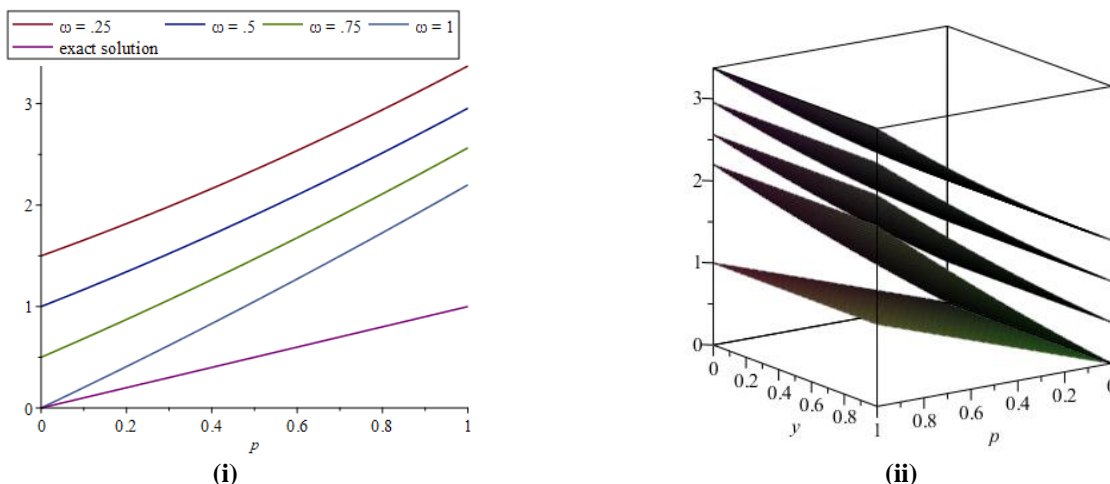 ω = .25 ω = .5 ω = .75 ω = 1
exact solution
3
2
1
0
0 0.2 0.4 0.6 0.8 1
p
(i)
3
2
1
0
0 0.2 0.4 0.6 0.8 1
y
0.8 0.6 0.4 0.2 0
p
(ii)